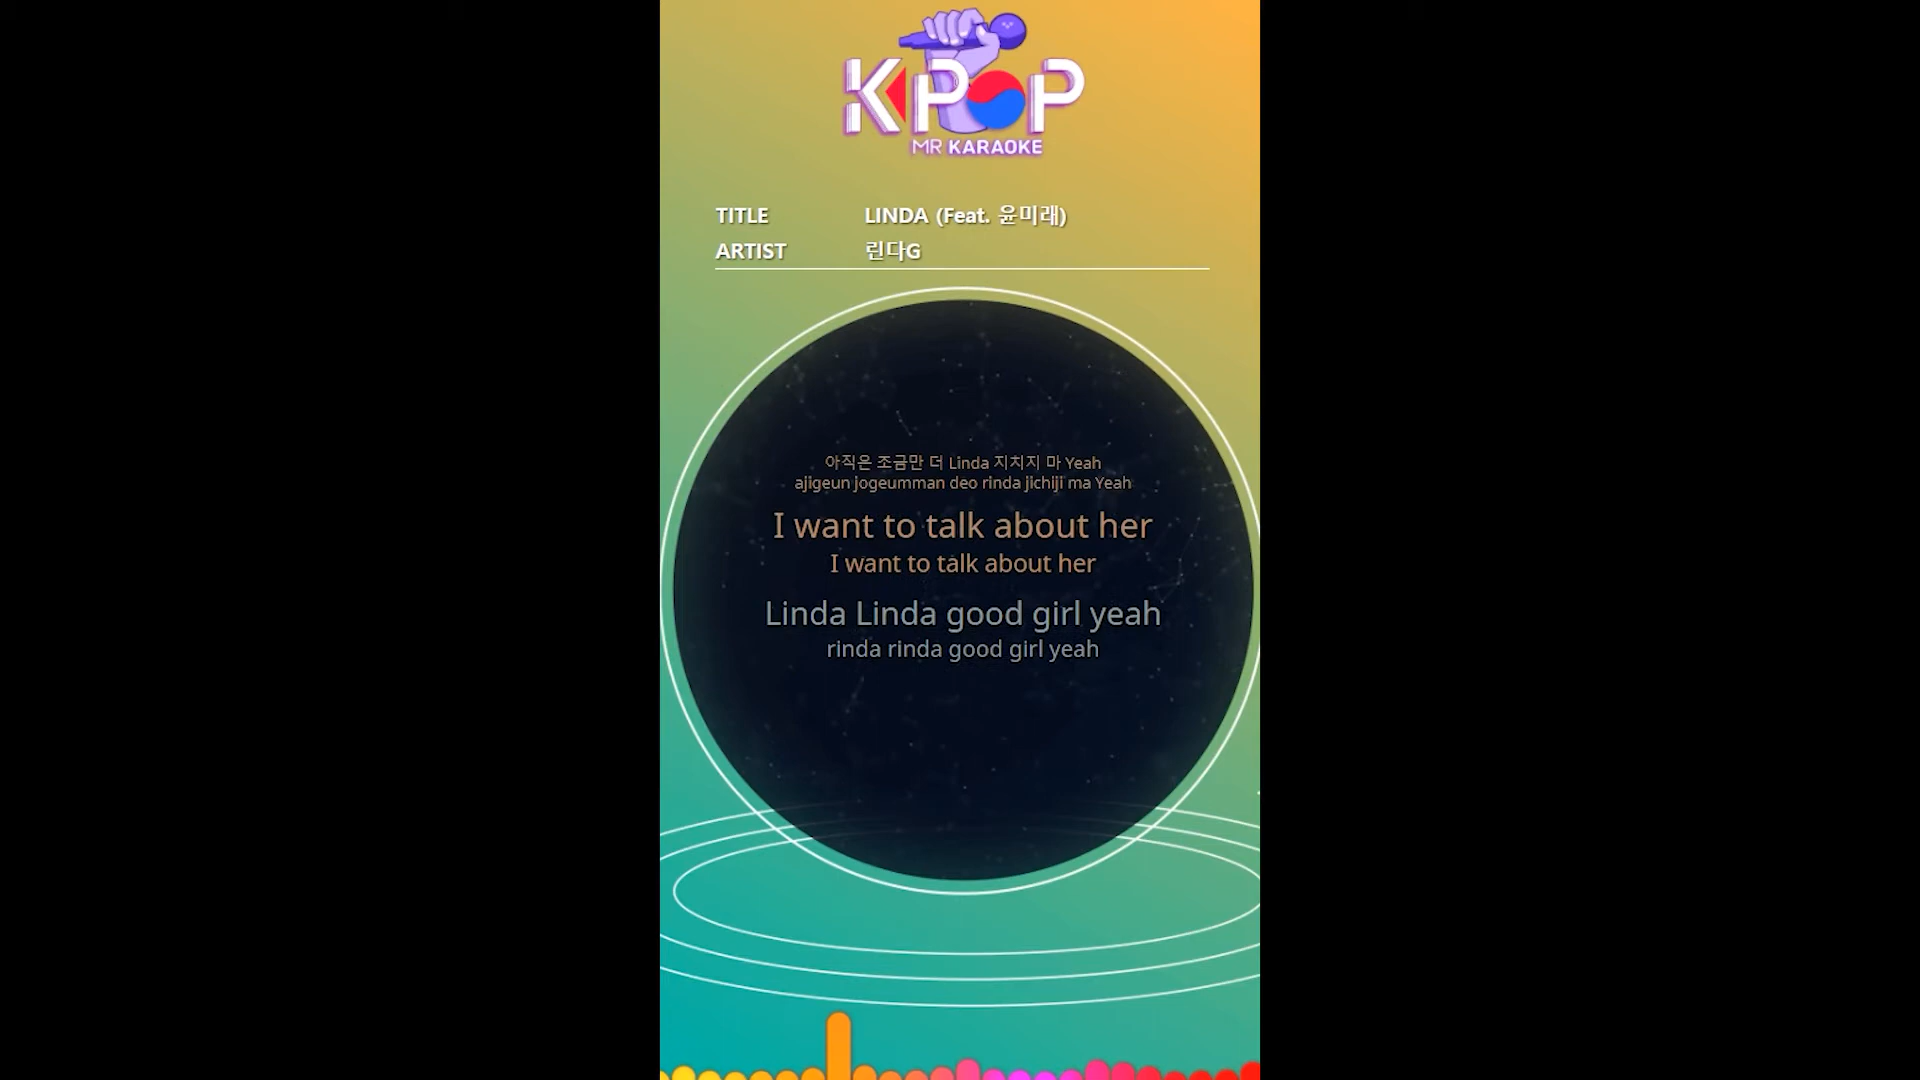 KPOP
MR KARAOKE
TITLE LINDA (Feat. 윤미래)
ARTIST 린다G
아직은 조금만 더 Linda 지치지 마 Yeah
ajigeun jogeumman deo rinda jichiji ma Yeah
I want to talk about her
I want to talk about her
Linda Linda good girl yeah
rinda rinda good girl yeah